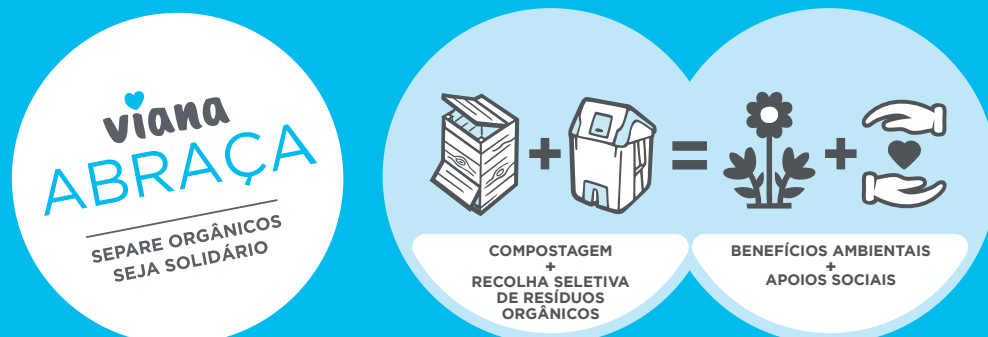 viana
ABRAÇA
SEPARE ORGÂNICOS
SEJA SOLIDÁRIO
+ = +
COMPOSTAGEM
+
RECOLHA SELETIVA
DE RESÍDUOS
ORGÂNICOS
BENEFÍCIOS AMBIENTAIS
+
APOIOS SOCIAIS